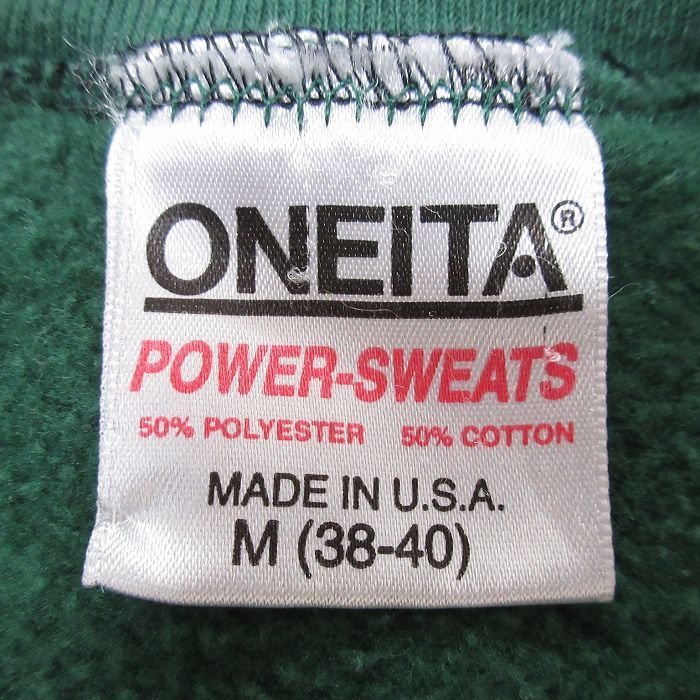 ONEITA®
POWER-SWEATS
50% POLYESTER 50% COTTON
MADE IN U.S.A.
M (38-40)